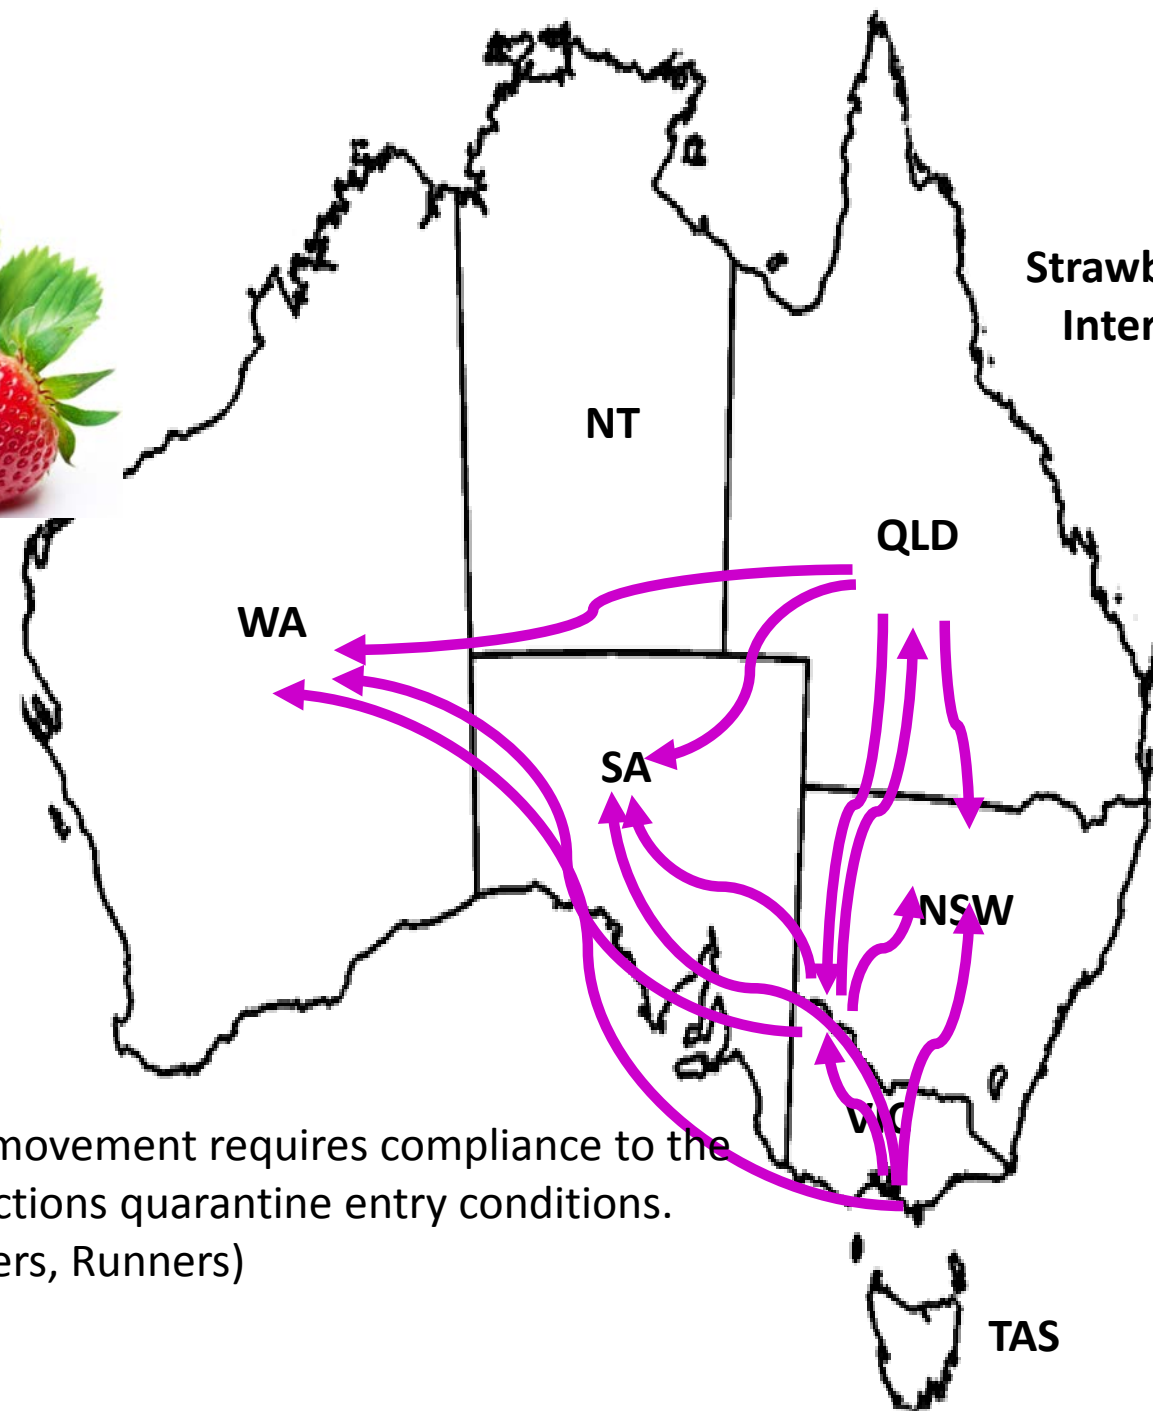 Strawb
Inter
NT
QLD
WA
SA
NSW
VIC
movement requires compliance to the
ctions quarantine entry conditions.
ers, Runners)
TAS